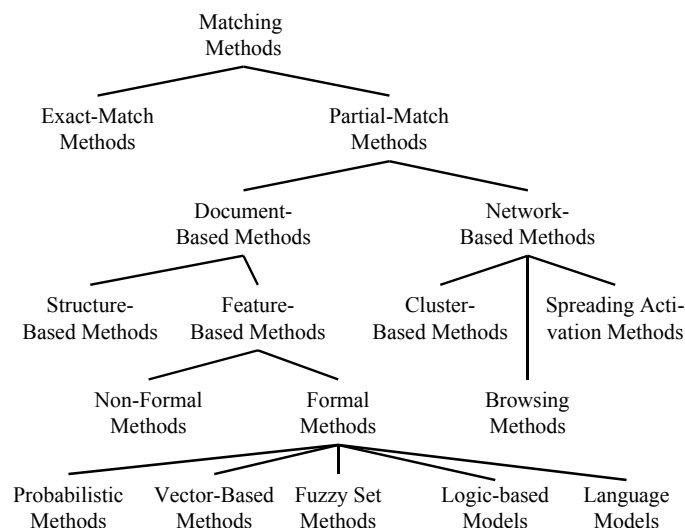 Matching
Methods
Exact-Match
Methods
Partial-Match
Methods
Document-
Based Methods
Network-
Based Methods
Structure-
Based Methods
Feature-
Based Methods
Cluster-
Based Methods
Spreading Acti-
vation Methods
Non-Formal
Methods
Formal
Methods
Browsing
Methods
Probabilistic
Methods
Vector-Based
Methods
Fuzzy Set
Methods
Logic-based
Models
Language
Models